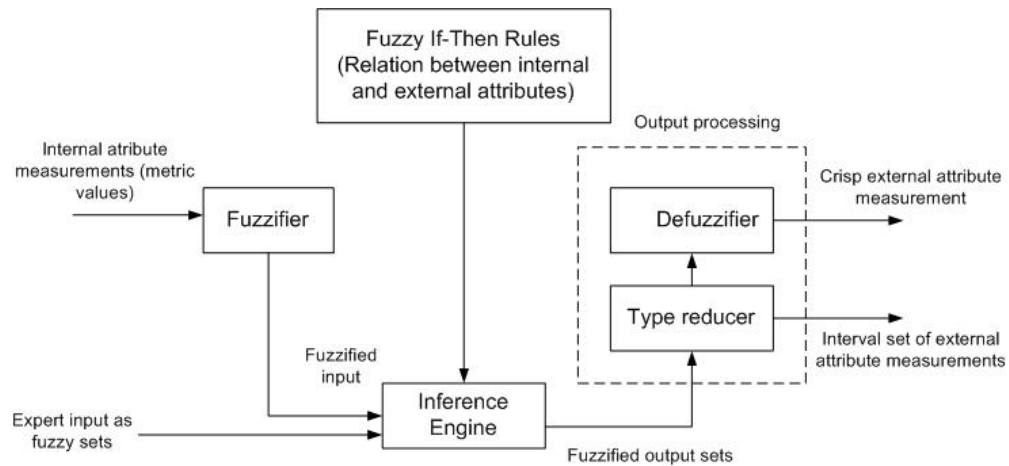 Fuzzy If-Then Rules
(Relation between internal
and external attributes)
Output processing
Internal atribute
measurements (metric
values)
Fuzzifier
Defuzzifier
Crisp external attribute
measurement
Type reducer
Interval set of external
attribute measurements
Fuzzified
input
Inference
Engine
Expert input as
fuzzy sets
Fuzzified output sets